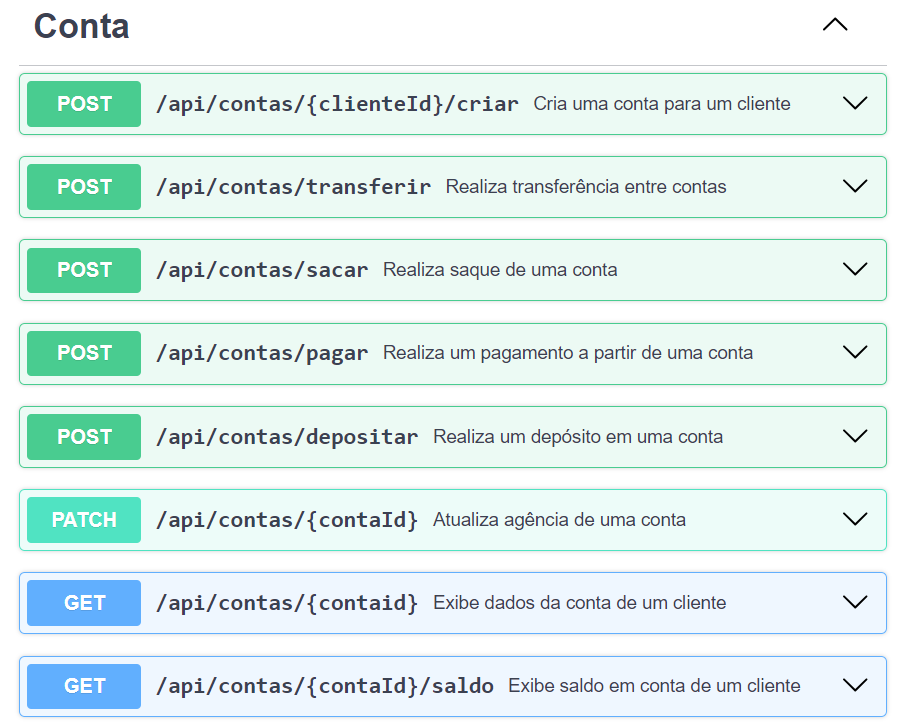 Conta
POST /api/contas/{clienteId}/criar Cria uma conta para um cliente
POST /api/contas/transferir Realiza transferência entre contas
POST /api/contas/sacar Realiza saque de uma conta
POST /api/contas/pagar Realiza um pagamento a partir de uma conta
POST /api/contas/depositar Realiza um depósito em uma conta
PATCH /api/contas/{contaId} Atualiza agência de uma conta
GET /api/contas/{contaid} Exibe dados da conta de um cliente
GET /api/contas/{contaId}/saldo Exibe saldo em conta de um cliente